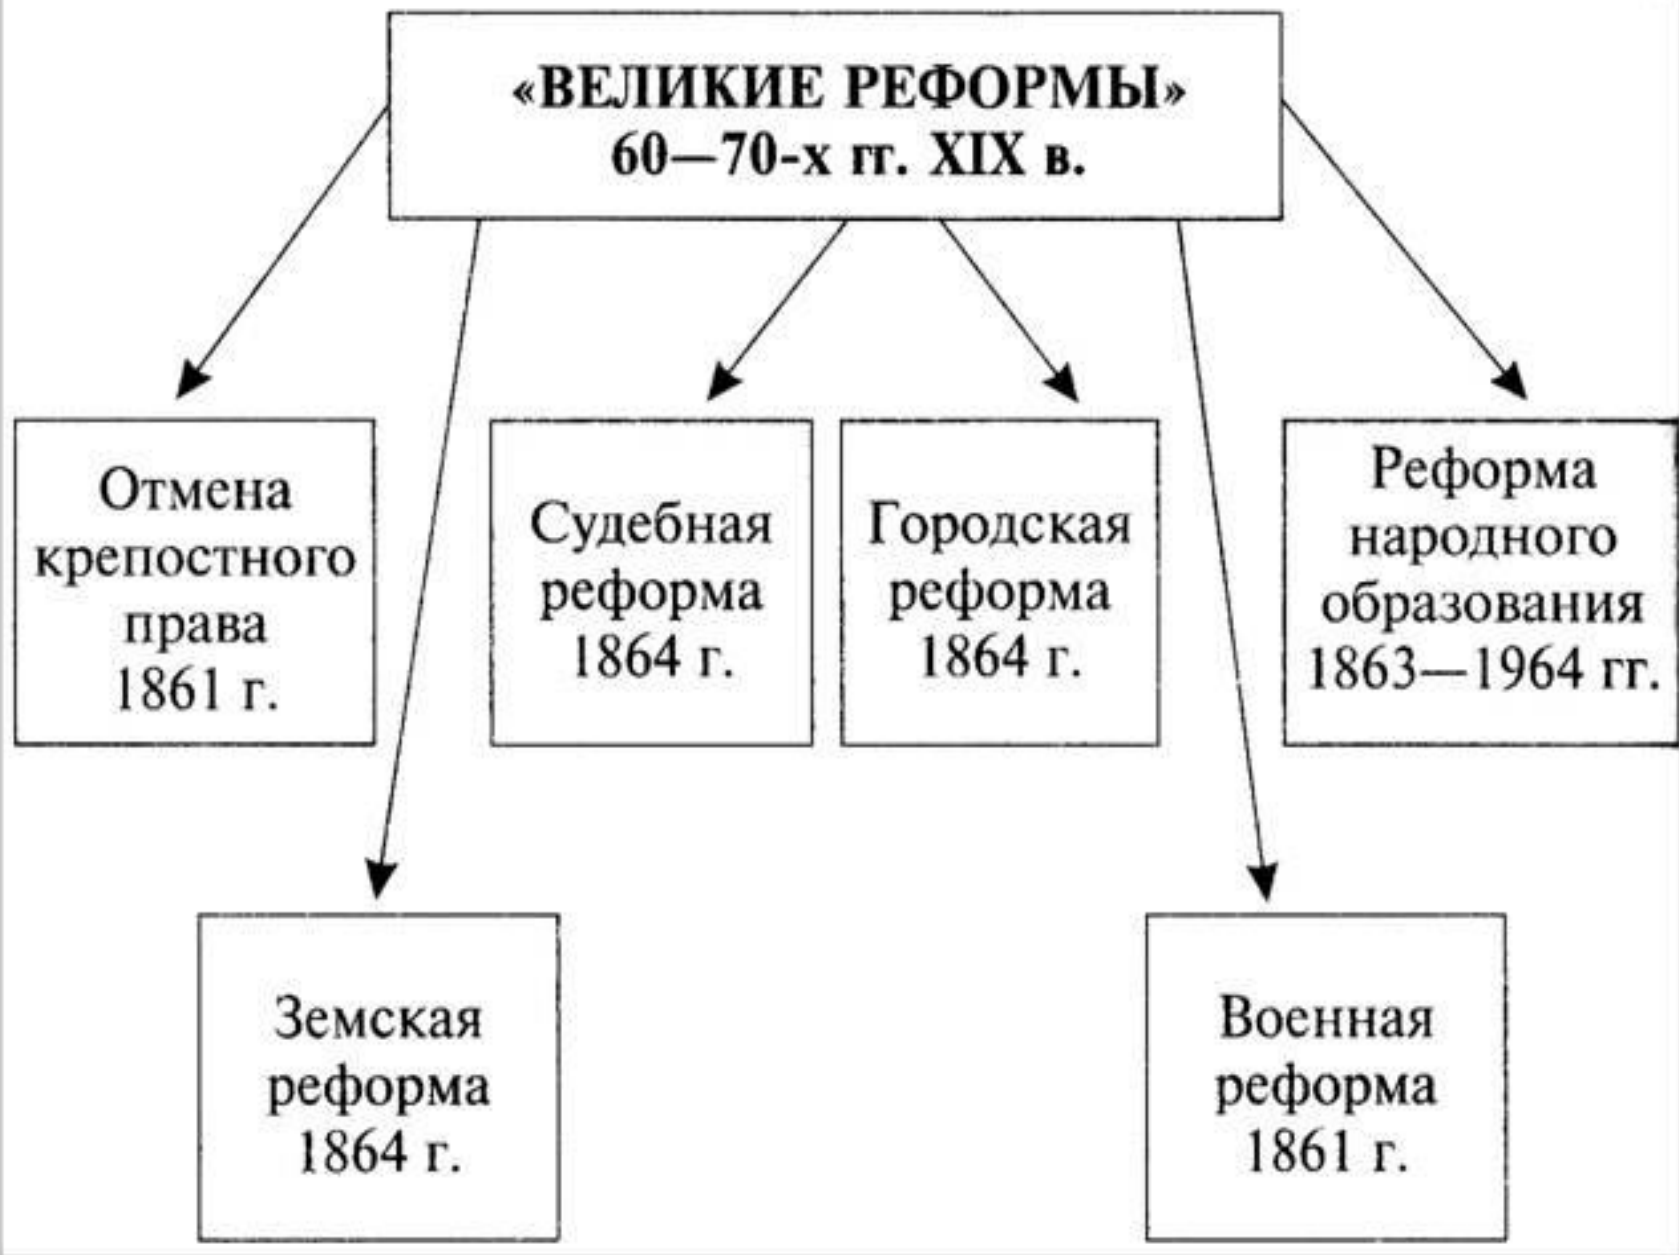 «ВЕЛИКИЕ РЕФОРМЫ»
60—70-х гг. XIX в.
Отмена
крепостного
права
1861 г.
Судебная
реформа
1864 г.
Городская
реформа
1864 г.
Реформа
народного
образования
1863—1964 гг.
Земская
реформа
1864 г.
Военная
реформа
1861 г.